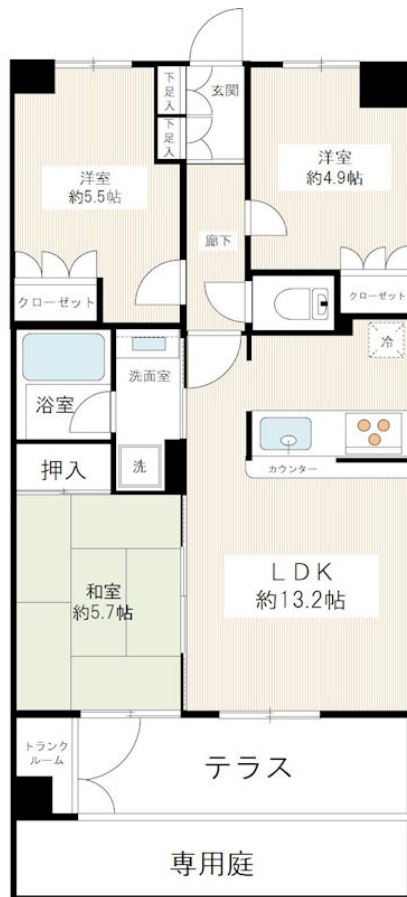 下足入
玄関
下足入
洋室
約5.5帖
洋室
約4.9帖
廊下
クローゼット
クローゼット
冷
洗面室
浴室
カウンター
押入
洗
和室
約5.7帖
LDK
約13.2帖
トランク
ルーム
テラス
専用庭